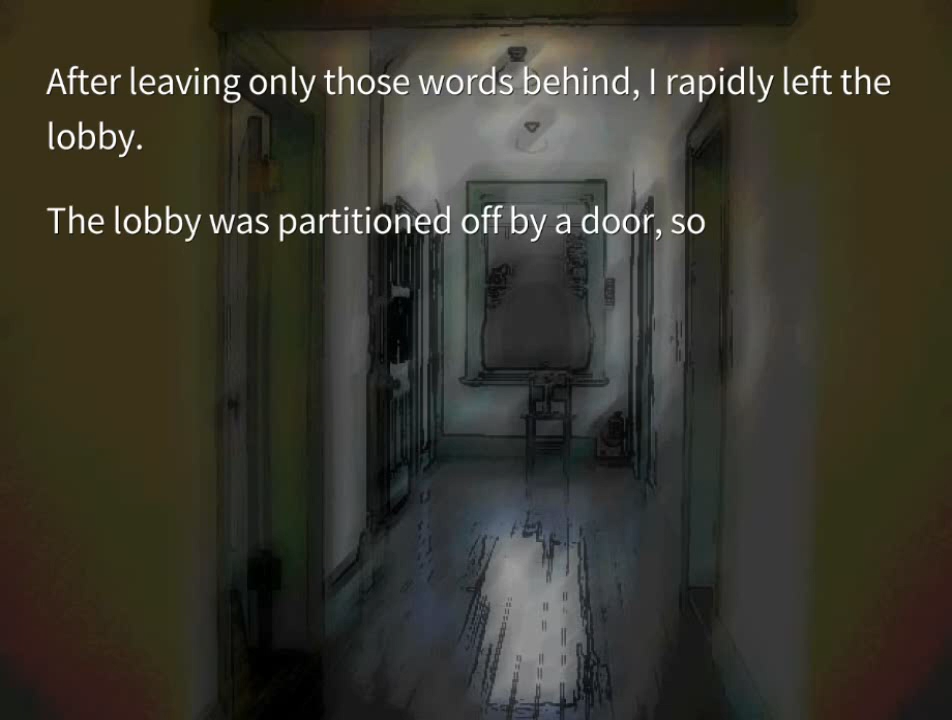 After leaving only those words behind, I rapidly left the
lobby.
The lobby was partitioned off by a door, so